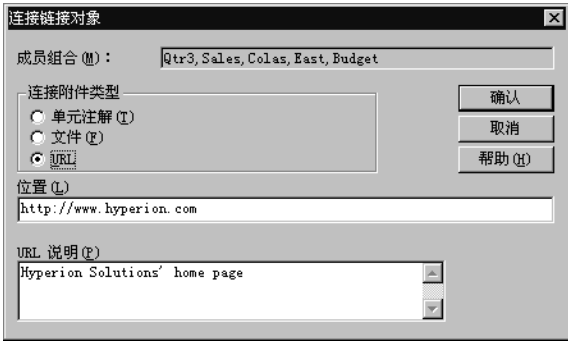 连接链接对象
成员组合(M)： Qtr3,Sales,Colas,East,Budget
连接附件类型
单元注解(T)
文件(F)
URL
确认
取消
帮助(H)
位置(L)
http://www.hyperion.com
URL 说明(P)
Hyperion Solutions' home page